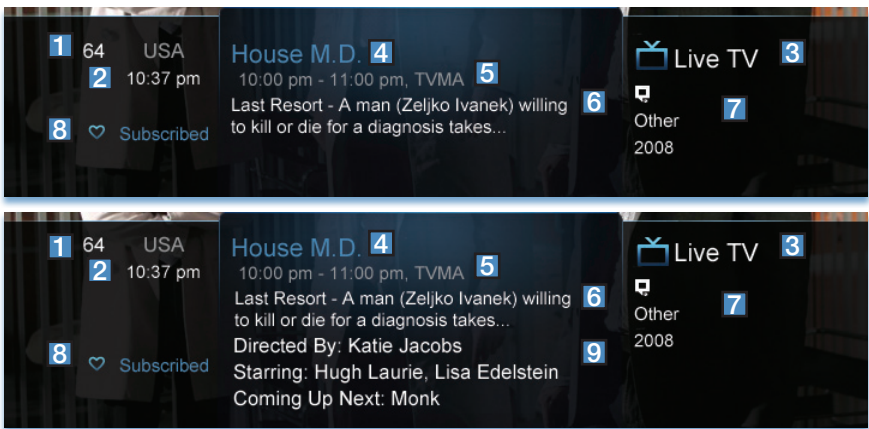 1 64 USA
House M.D. 4
Live TV 3
2 10:37 pm
10:00 pm - 11:00 pm, TVMA 5
Last Resort - A man (Zeljko Ivanek) willing 6
to kill or die for a diagnosis takes...
7
Other
2008
8 Subscribed
1 64 USA
House M.D. 4
Live TV 3
2 10:37 pm
10:00 pm - 11:00 pm, TVMA 5
Last Resort - A man (Zeljko Ivanek) willing 6
to kill or die for a diagnosis takes...
7
Other
2008
8 Subscribed
Directed By: Katie Jacobs 9
Starring: Hugh Laurie, Lisa Edelstein
Coming Up Next: Monk